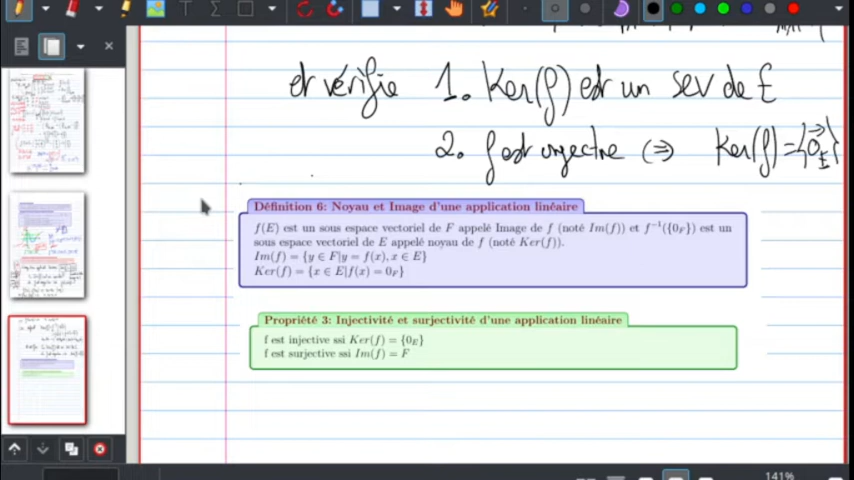 et vérifie 1. Ker(f) est un sev de E
2. f est injective ⇔ Ker(f) = {0⃗_E}
Définition 6: Noyau et Image d'une application linéaire
f(E) est un sous espace vectoriel de F appelé Image de f (noté Im(f)) et f⁻¹({0_F}) est un
sous espace vectoriel de E appelé noyau de f (noté Ker(f)).
Im(f) = {y ∈ F|y = f(x), x ∈ E}
Ker(f) = {x ∈ E|f(x) = 0_F}
Propriété 3: Injectivité et surjectivité d'une application linéaire
f est injective ssi Ker(f) = {0_E}
f est surjective ssi Im(f) = F
141%